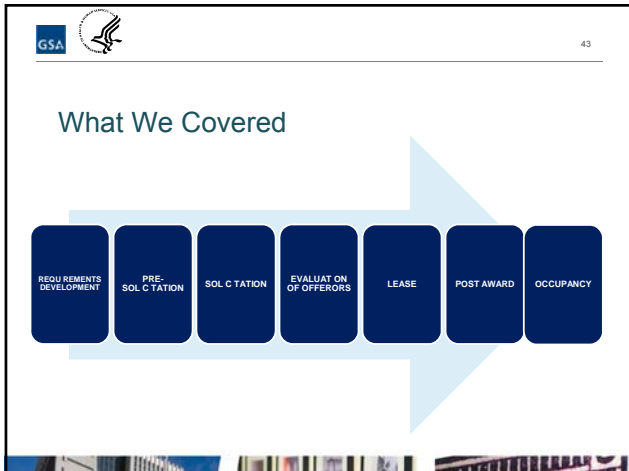 GSA
43
What We Covered
REQU REMENTS
DEVELOPMENT
PRE-
SOL C TATION
SOL C TATION
EVALUAT ON
OF OFFERORS
LEASE
POST AWARD
OCCUPANCY